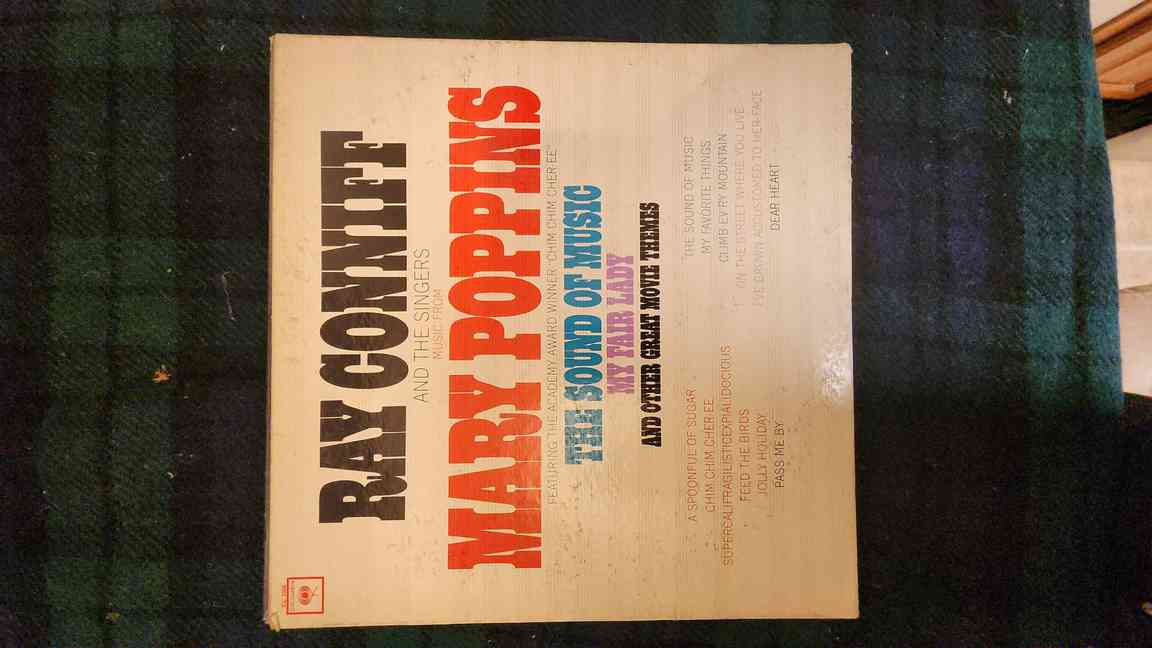 RAY CONNIFF
AND THE SINGERS
MUSIC FROM
MARY POPPINS
FEATURING THE ACADEMY AWARD WINNER "CHIM CHIM CHER EE"
THE SOUND OF MUSIC
MY FAIR LADY
AND OTHER GREAT MOVIE THEMES
A SPOONFUL OF SUGAR
CHIM CHIM CHER EE
SUPERCALIFRAGILISTICEXPIALIDOCIOUS
FEED THE BIRDS
JOLLY HOLIDAY
PASS ME BY
THE SOUND OF MUSIC
MY FAVORITE THINGS
CLIMB EV'RY MOUNTAIN
ON THE STREET WHERE YOU LIVE
I'VE GROWN ACCUSTOMED TO HER FACE
DEAR HEART